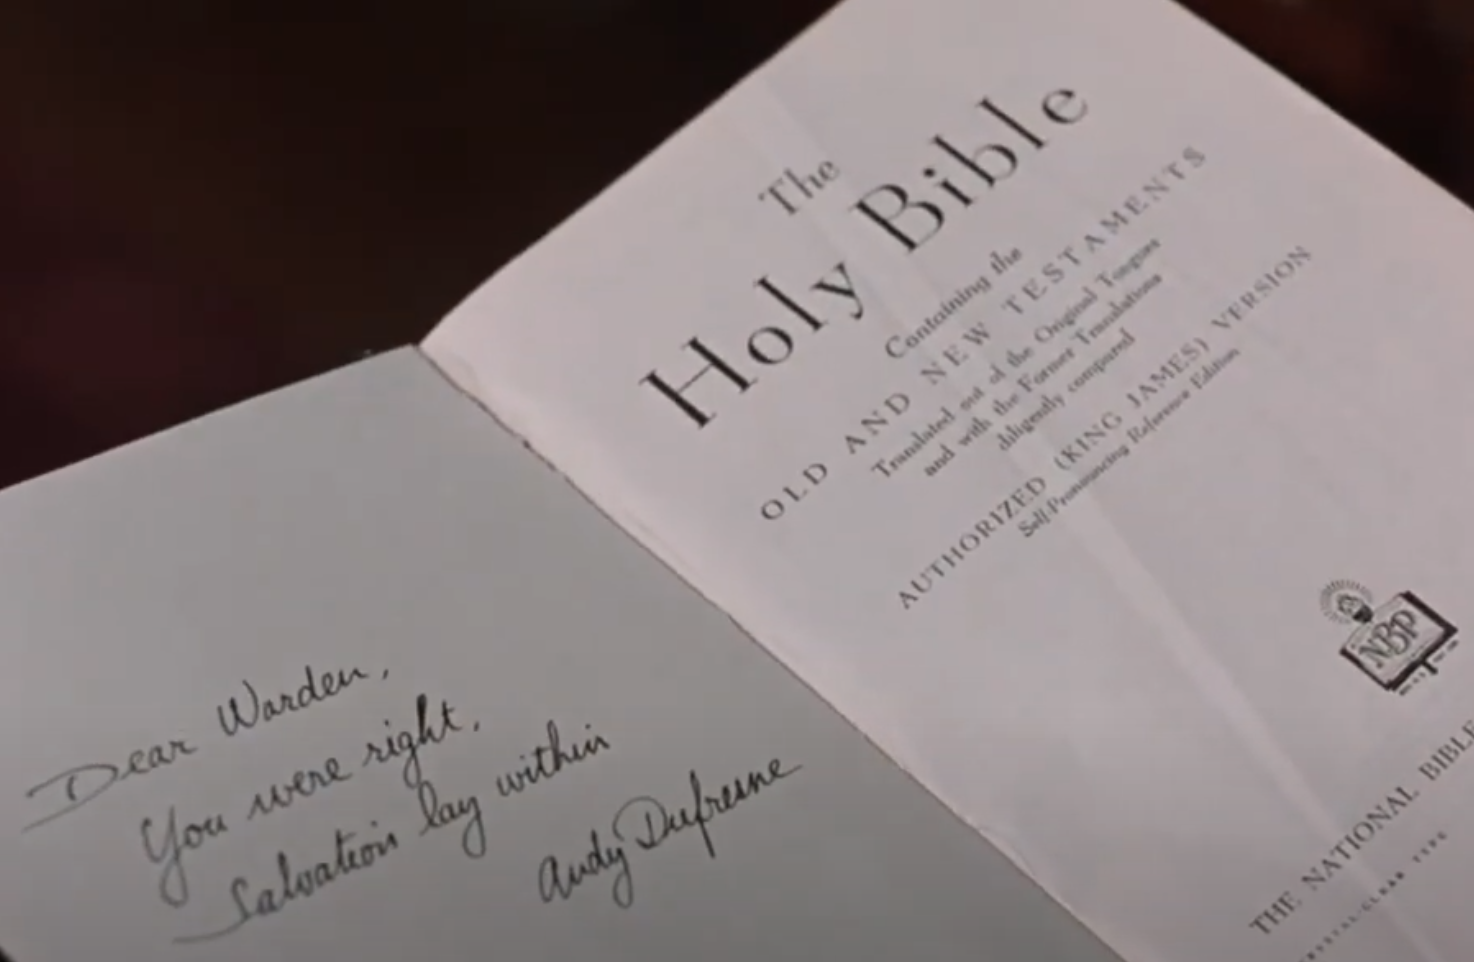 Dear Warden,
You were right.
Salvation lay within
Andy Dufresne
The
Holy Bible
Containing the
OLD AND NEW TESTAMENTS
Translated out of the Original Tongues
and with the Former Translations
diligently compared
AUTHORIZED (KING JAMES) VERSION
Self-Pronouncing Reference Edition
NBP
THE NATIONAL BIBLE
TYPE